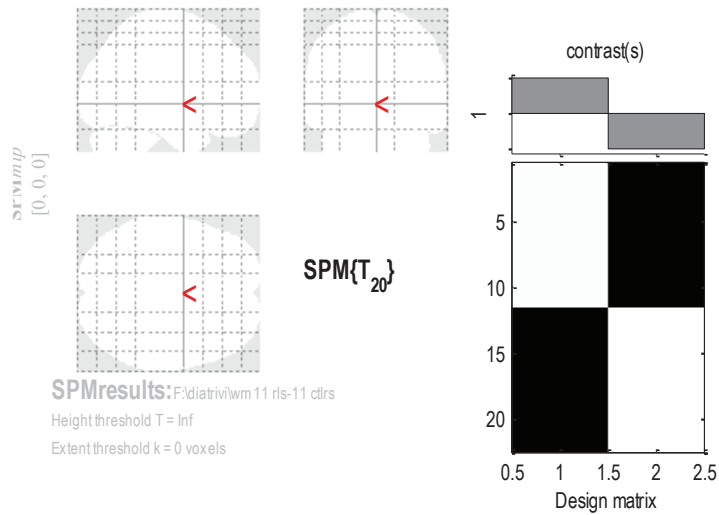 SPMmip
[0, 0, 0]
SPM{T20}
SPMresults: F:\diatrivi\wm 11 rls-11 ctlrs
Height threshold T = Inf
Extent threshold k = 0 voxels
contrast(s)
1
5
10
15
20
0.5 1 1.5 2 2.5
Design matrix